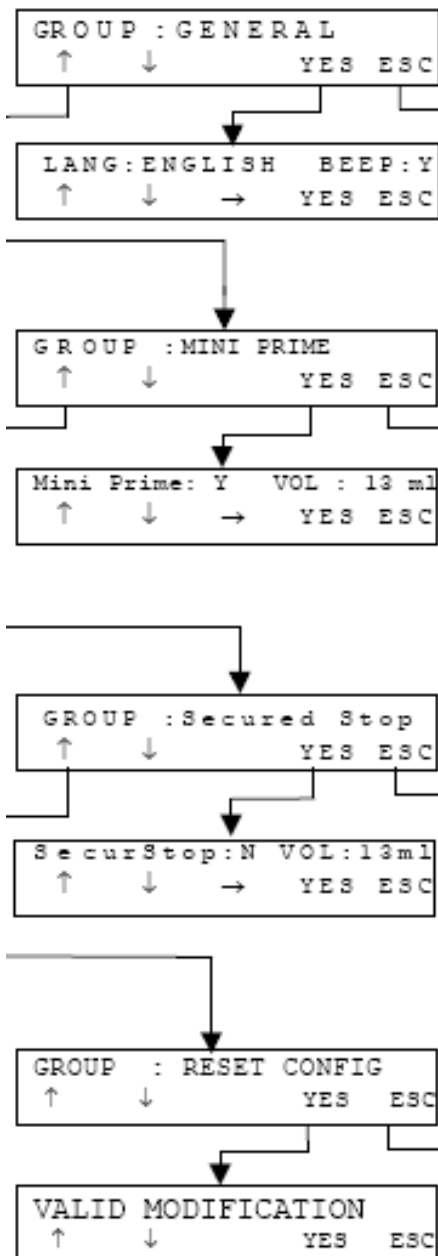 GROUP :GENERAL
↑ ↓ YES ESC
LANG:ENGLISH BEEP:Y
↑ ↓ → YES ESC
GROUP :MINI PRIME
↑ ↓ YES ESC
Mini Prime: Y VOL : 13 ml
↑ ↓ → YES ESC
GROUP :Secured Stop
↑ ↓ YES ESC
SecurStop:N VOL:13ml
↑ ↓ → YES ESC
GROUP : RESET CONFIG
↑ ↓ YES ESC
VALID MODIFICATION
↑ ↓ YES ESC